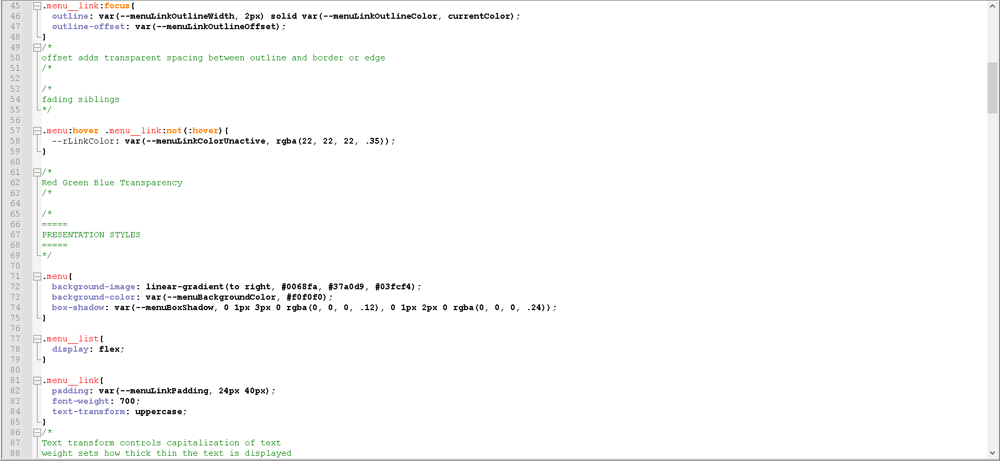 45 .menu__link:focus{
46 outline: var(--menuLinkOutlineWidth, 2px) solid var(--menuLinkOutlineColor, currentColor);
47 outline-offset: var(--menuLinkOutlineOffset);
48 }
49 /*
50 offset adds transparent spacing between outline and border or edge
51 /*
52
53 /*
54 fading siblings
55 */
56
57 .menu:hover .menu__link:not(:hover){
58 --rLinkColor: var(--menuLinkColorUnactive, rgba(22, 22, 22, .35));
59 }
60
61 /*
62 Red Green Blue Transparency
63 /*
64
65 /*
66 =====
67 PRESENTATION STYLES
68 =====
69 */
70
71 .menu{
72 background-image: linear-gradient(to right, #0068fa, #37a0d9, #03fcf4);
73 background-color: var(--menuBackgroundColor, #f0f0f0);
74 box-shadow: var(--menuBoxShadow, 0 1px 3px 0 rgba(0, 0, 0, .12), 0 1px 2px 0 rgba(0, 0, 0, .24));
75 }
76
77 .menu__list{
78 display: flex;
79 }
80
81 .menu__link{
82 padding: var(--menuLinkPadding, 24px 40px);
83 font-weight: 700;
84 text-transform: uppercase;
85 }
86 /*
87 Text transform controls capitalization of text
88 weight sets how thick thin the text is displayed